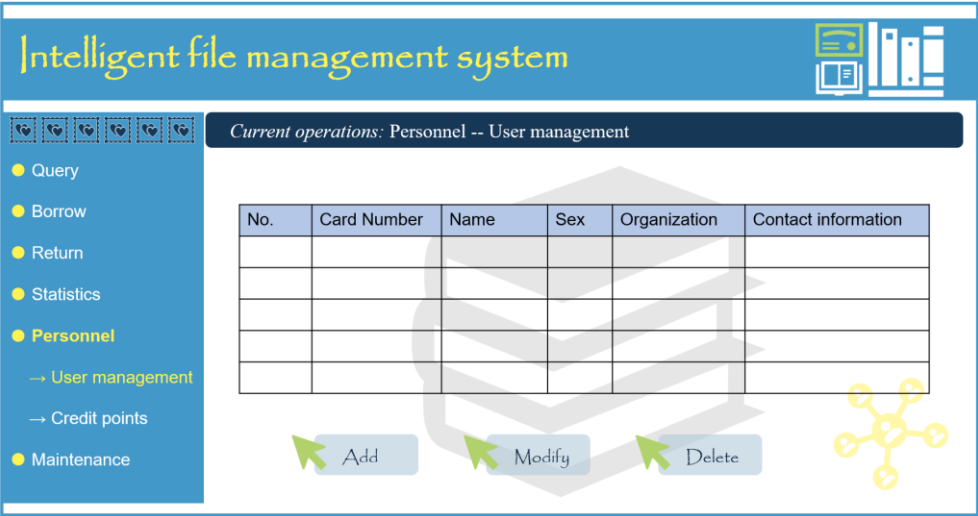 Intelligent file management system
Current operations: Personnel -- User management
Query
Borrow
Return
Statistics
Personnel
→ User management
→ Credit points
Maintenance
No. Card Number Name Sex Organization Contact information
Add Modify Delete